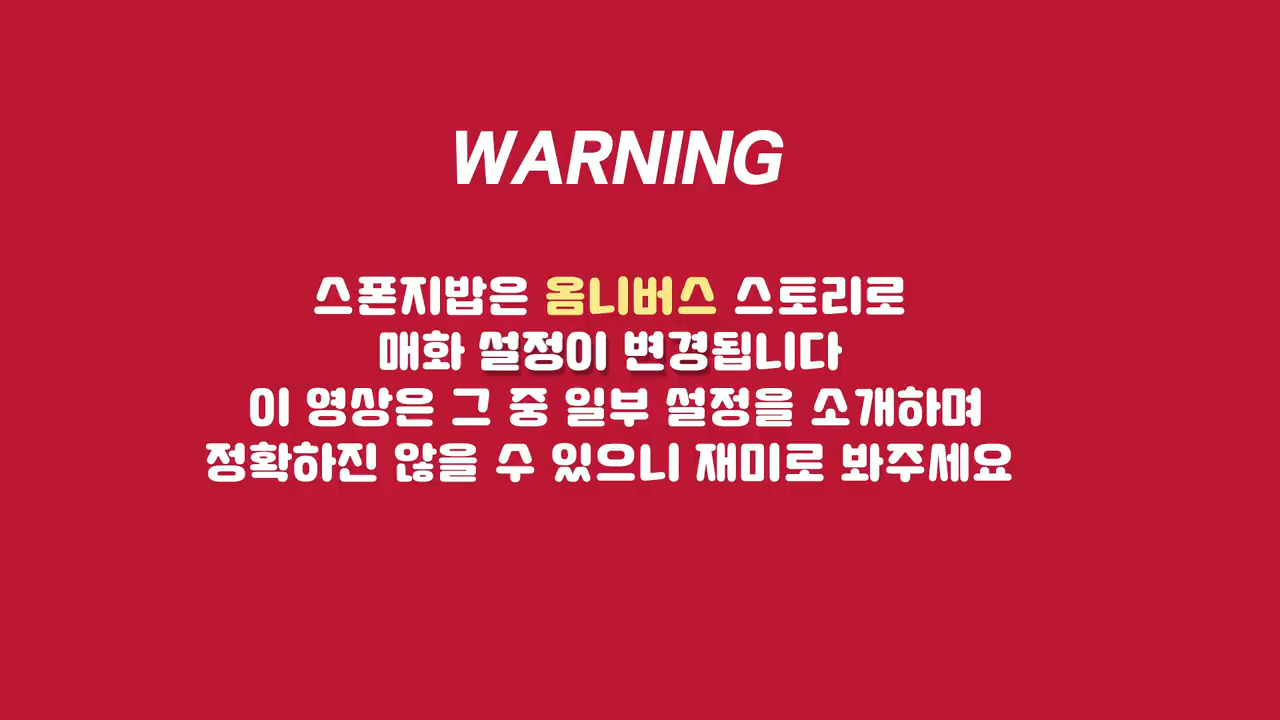 WARNING
스폰지밥은 옴니버스 스토리로
매화 설정이 변경됩니다
이 영상은 그 중 일부 설정을 소개하며
정확하진 않을 수 있으니 재미로 봐주세요